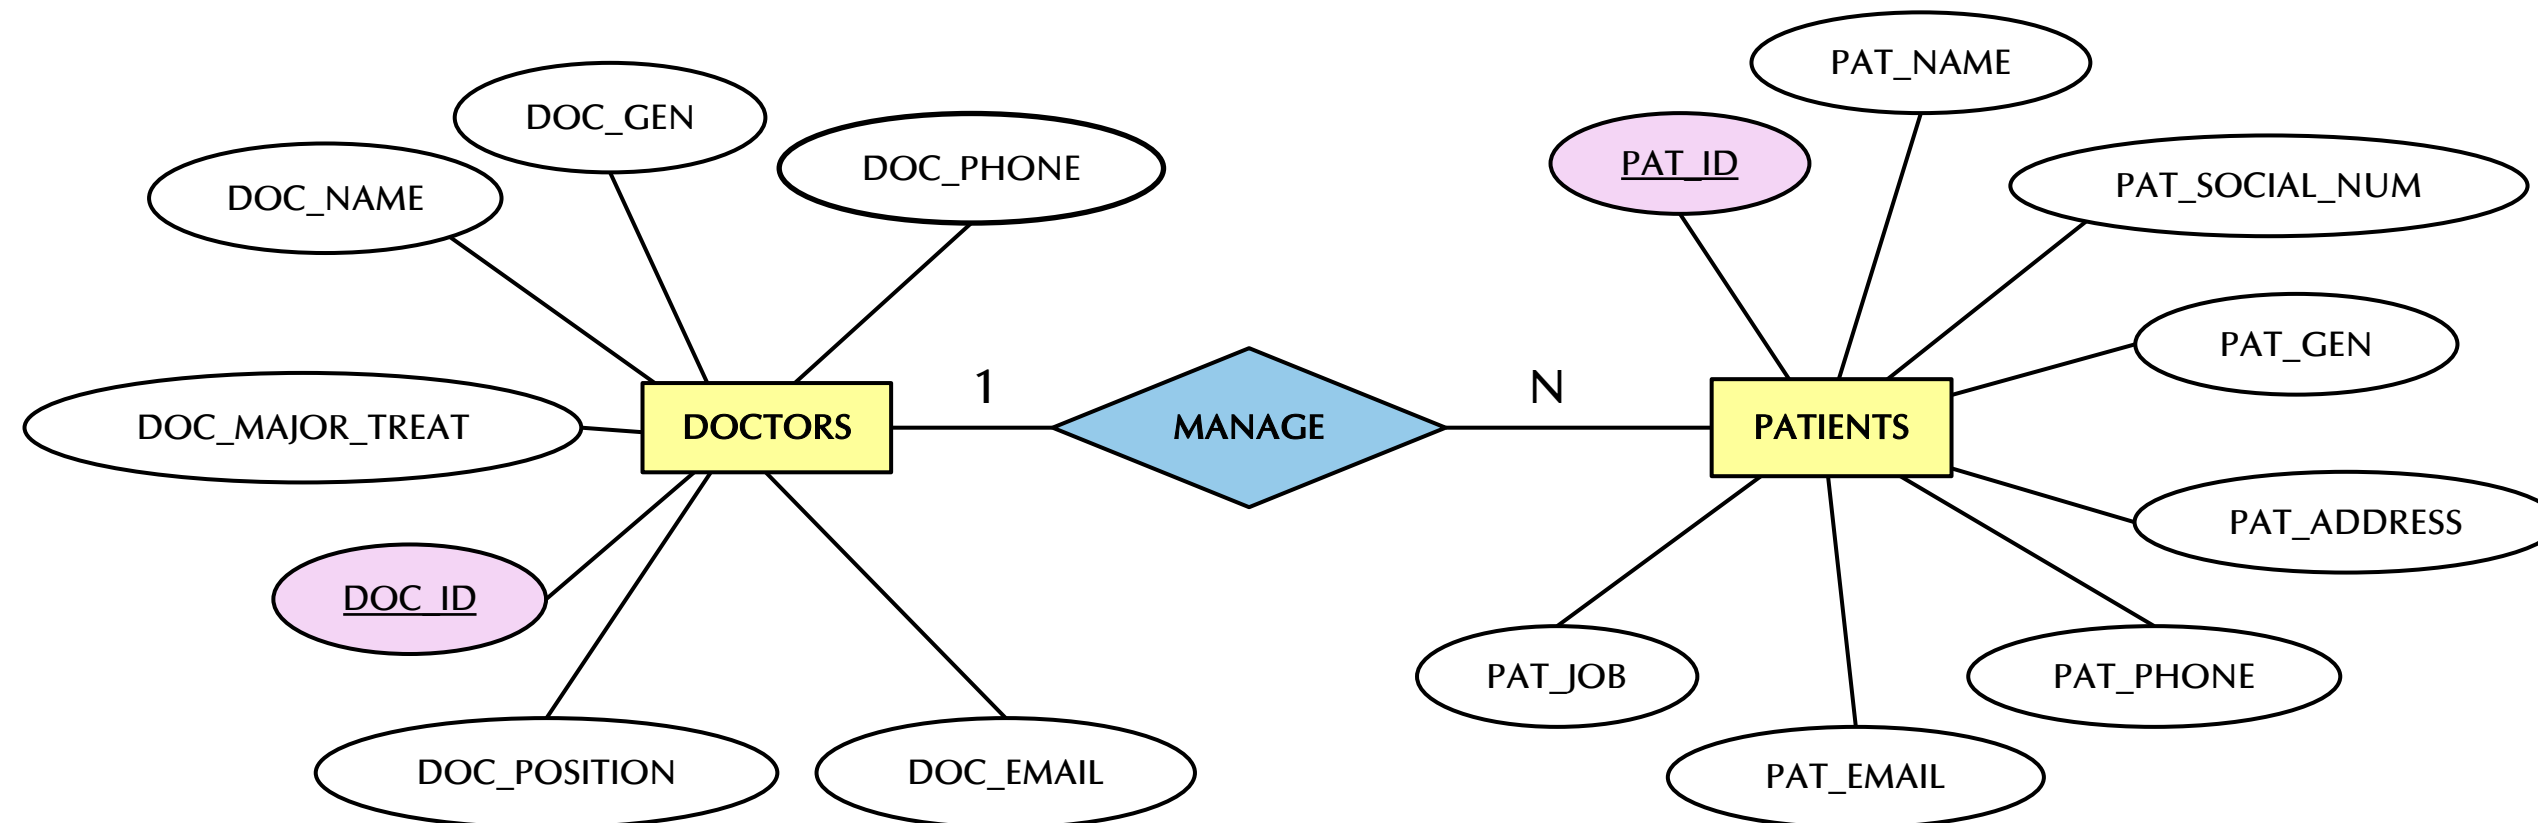 PAT_NAME
DOC_GEN
PAT_ID
DOC_PHONE
PAT_SOCIAL_NUM
DOC_NAME
PAT_GEN
1
N
DOC_MAJOR_TREAT
DOCTORS
MANAGE
PATIENTS
PAT_ADDRESS
DOC_ID
PAT_JOB
PAT_PHONE
DOC_POSITION
DOC_EMAIL
PAT_EMAIL